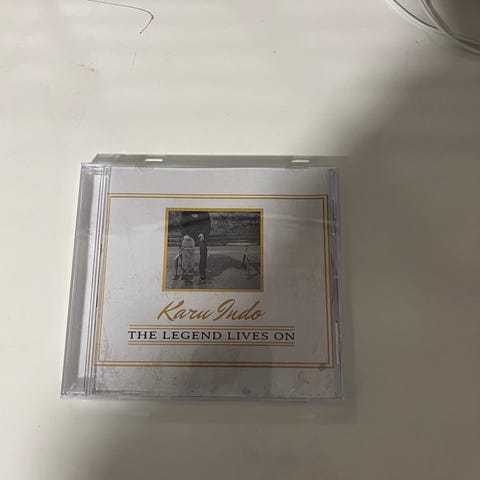 Karu Indo
THE LEGEND LIVES ON